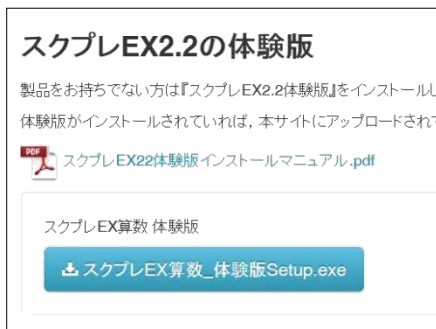 スクプレEX2.2の体験版
製品をお持ちでない方は『スクプレEX2.2体験版』をインストールし
体験版がインストールされていれば，本サイトにアップロードされて
PDF
スクプレEX22体験版インストールマニュアル.pdf
スクプレEX算数 体験版
スクプレEX算数_体験版Setup.exe